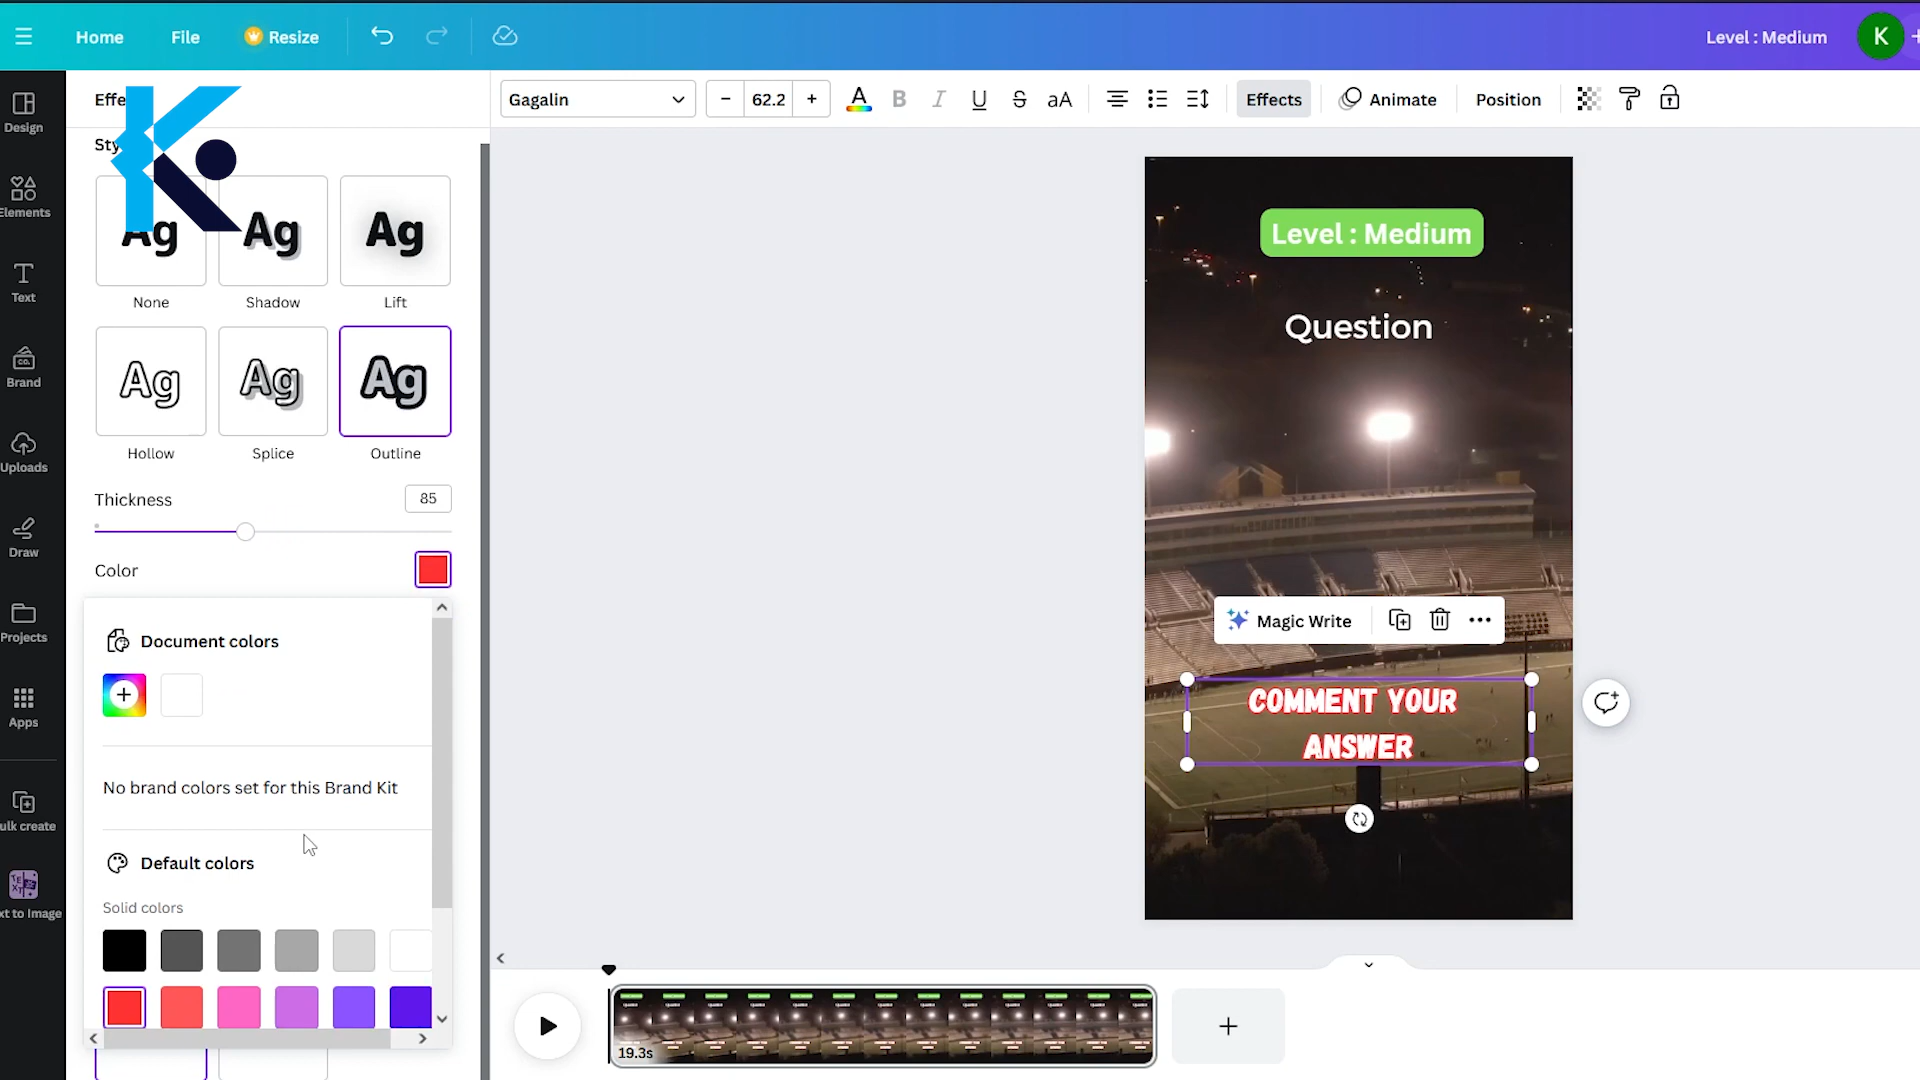 Home File Resize Level : Medium K
Effe
Gagalin 62.2 A B I U S aA Effects Animate Position
Sty
Design
Elements
Text
Brand
Uploads
Draw
Projects
Apps
ulk create
xt to Image
Ag Ag Ag
None Shadow Lift
Ag Ag Ag
Hollow Splice Outline
Thickness 85
Color
Document colors
No brand colors set for this Brand Kit
Default colors
Solid colors
Level : Medium
Question
Magic Write
COMMENT YOUR
ANSWER
19.3s